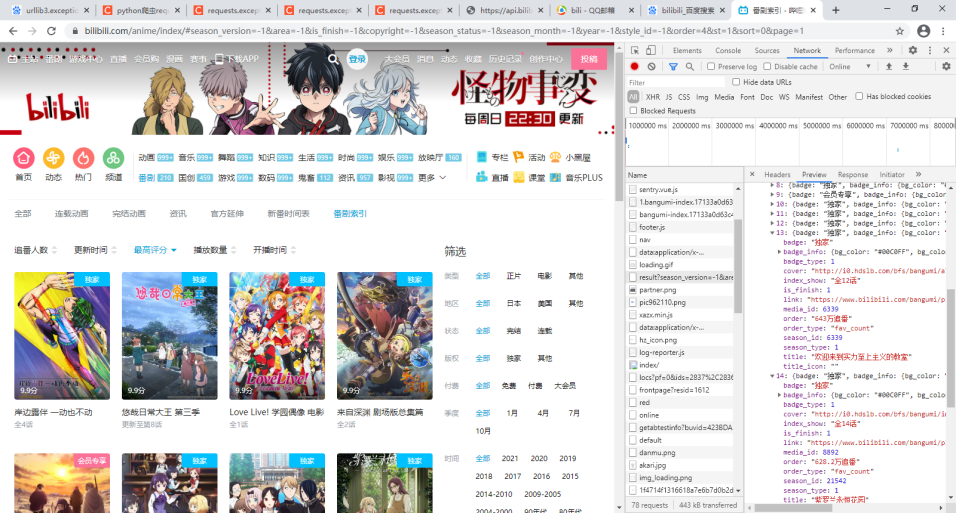 urllib3.exceptio
python爬虫req
requests.except
requests.except
requests.except
https://api.bilib
bili - QQ邮箱
bilibili_百度搜索
番剧索引 - 哔哩
bilibili.com/anime/index/#season_version=-1&area=-1&is_finish=-1&copyright=-1&season_status=-1&season_month=-1&year=-1&style_id=-1&order=4&st=1&sort=0&page=1
主站 番剧 游戏中心 直播 会员购 漫画 赛事 下载APP
登录 大会员 消息 动态 收藏 历史记录 创作中心 投稿
bilibili
怪物事变
每周日 22:30 更新
首页 动态 热门 频道
动画 999+ 音乐 999+ 舞蹈 999+ 知识 999+ 生活 999+ 时尚 999+ 娱乐 999+ 放映厅 160
番剧 210 国创 459 游戏 999+ 数码 999+ 鬼畜 112 资讯 957 影视 999+ 更多
专栏 活动 小黑屋
直播 课堂 音乐PLUS
全部 连载动画 完结动画 资讯 官方延伸 新番时间表 番剧索引
追番人数 更新时间 最高评分 播放数量 开播时间
独家 独家 独家 独家
9.9分 9.9分 9.9分 9.9分
岸边露伴 一动也不动 悠哉日常大王 第三季 Love Live! 学园偶像 电影 来自深渊 剧场版总集篇
全4话 更新至第8话 全1话 全2话
会员专享 独家 独家 独家
筛选
类型 全部 正片 电影 其他
地区 全部 日本 美国 其他
状态 全部 完结 连载
版权 全部 独家 其他
付费 全部 免费 付费 大会员
季度 全部 1月 4月 7月
10月
时间 全部 2021 2020 2019
2018 2017 2016 2015
2014-2010 2009-2005
2004-2000 90年代 80年代
Elements Console Sources Network Performance
Preserve log Disable cache Online
Filter Hide data URLs
All XHR JS CSS Img Media Font Doc WS Manifest Other Has blocked cookies
Blocked Requests
1000000 ms 2000000 ms 3000000 ms 4000000 ms 5000000 ms 6000000 ms 7000000 ms 800000
Name
sentry.vue.js
1.bangumi-index.17133a0d63
bangumi-index.17133a0d63c
footer.js
nav
data:application/x-...
loading.gif
result?season_version=-1&are
partner.png
pic962110.png
xazx.min.js
data:application/x-...
hz_icon.png
log-reporter.js
index/
locs?pf=0&ids=2837%2C2836
frontpage?resid=1612
red
online
getabtestinfo?buvid=423BDA
default
danmu.png
akari.jpg
img_loading.png
1f4714f1316618a7e6b7d0b2d
78 requests 443 kB transferred
Headers Preview Response Initiator
8: {badge: "独家", badge_info: {bg_color: "
9: {badge: "会员专享", badge_info: {bg_color
10: {badge: "独家", badge_info: {bg_color:
11: {badge: "独家", badge_info: {bg_color:
12: {badge: "独家", badge_info: {bg_color:
13: {badge: "独家", badge_info: {bg_color:
badge: "独家"
badge_info: {bg_color: "#00C0FF", bg_color_
badge_type: 1
cover: "http://i0.hdslb.com/bfs/bangumi/a
index_show: "全12话"
is_finish: 1
link: "https://www.bilibili.com/bangumi/p
media_id: 6339
order: "643万追番"
order_type: "fav_count"
season_id: 6339
season_type: 1
title: "欢迎来到实力至上主义的教室"
title_icon: ""
14: {badge: "独家", badge_info: {bg_color:
badge: "独家"
badge_info: {bg_color: "#00C0FF", bg_color_
badge_type: 1
cover: "http://i0.hdslb.com/bfs/bangumi/
index_show: "全14话"
is_finish: 1
link: "https://www.bilibili.com/bangumi/p
media_id: 8892
order: "628.2万追番"
order_type: "fav_count"
season_id: 21542
season_type: 1
title: "紫罗兰永恒花园"